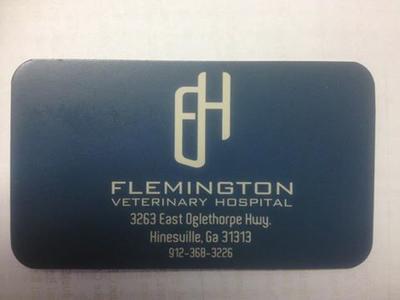 FH
FLEMINGTON
VETERINARY HOSPITAL
3263 East Oglethorpe Hwy.
Hinesville, Ga 31313
912-368-3226